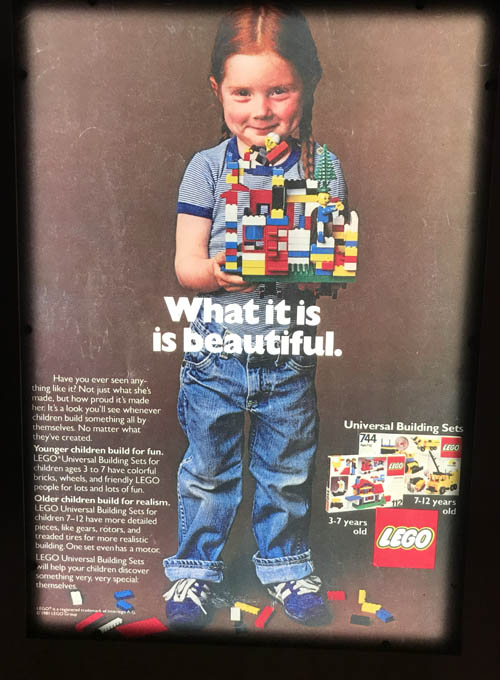 What it is
is beautiful.
Have you ever seen any-
thing like it? Not just what she's
made, but how proud it's made
her. It's a look you'll see whenever
children build something all by
themselves. No matter what
they've created.
Younger children build for fun.
LEGO® Universal Building Sets for
children ages 3 to 7 have colorful
bricks, wheels, and friendly LEGO
people for lots and lots of fun.
Older children build for realism.
LEGO Universal Building Sets for
children 7-12 have more detailed
pieces, like gears, rotors, and
treaded tires for more realistic
building. One set even has a motor.
LEGO Universal Building Sets
will help your children discover
something very, very special:
themselves.
LEGO® is a registered trademark of Interlego A.G.
© 1981 LEGO Group
Universal Building Sets
744
LEGO
LEGO
112
7-12 years
old
3-7 years
old
LEGO